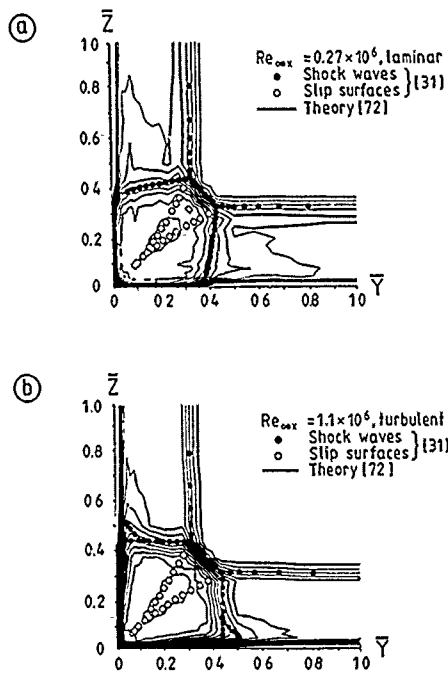 ⓐ
Z̄
Re∞x = 0.27×10⁶, laminar
● Shock waves } [31]
○ Slip surfaces
— Theory [72]
1.0
0.8
0.6
0.4
0.2
0
0 0.2 0.4 0.6 0.8 1.0
Ȳ
ⓑ
Z̄
Re∞x = 1.1×10⁶, turbulent
● Shock waves } [31]
○ Slip surfaces
— Theory [72]
1.0
0.8
0.6
0.4
0.2
0
0 0.2 0.4 0.6 0.8 1.0
Ȳ